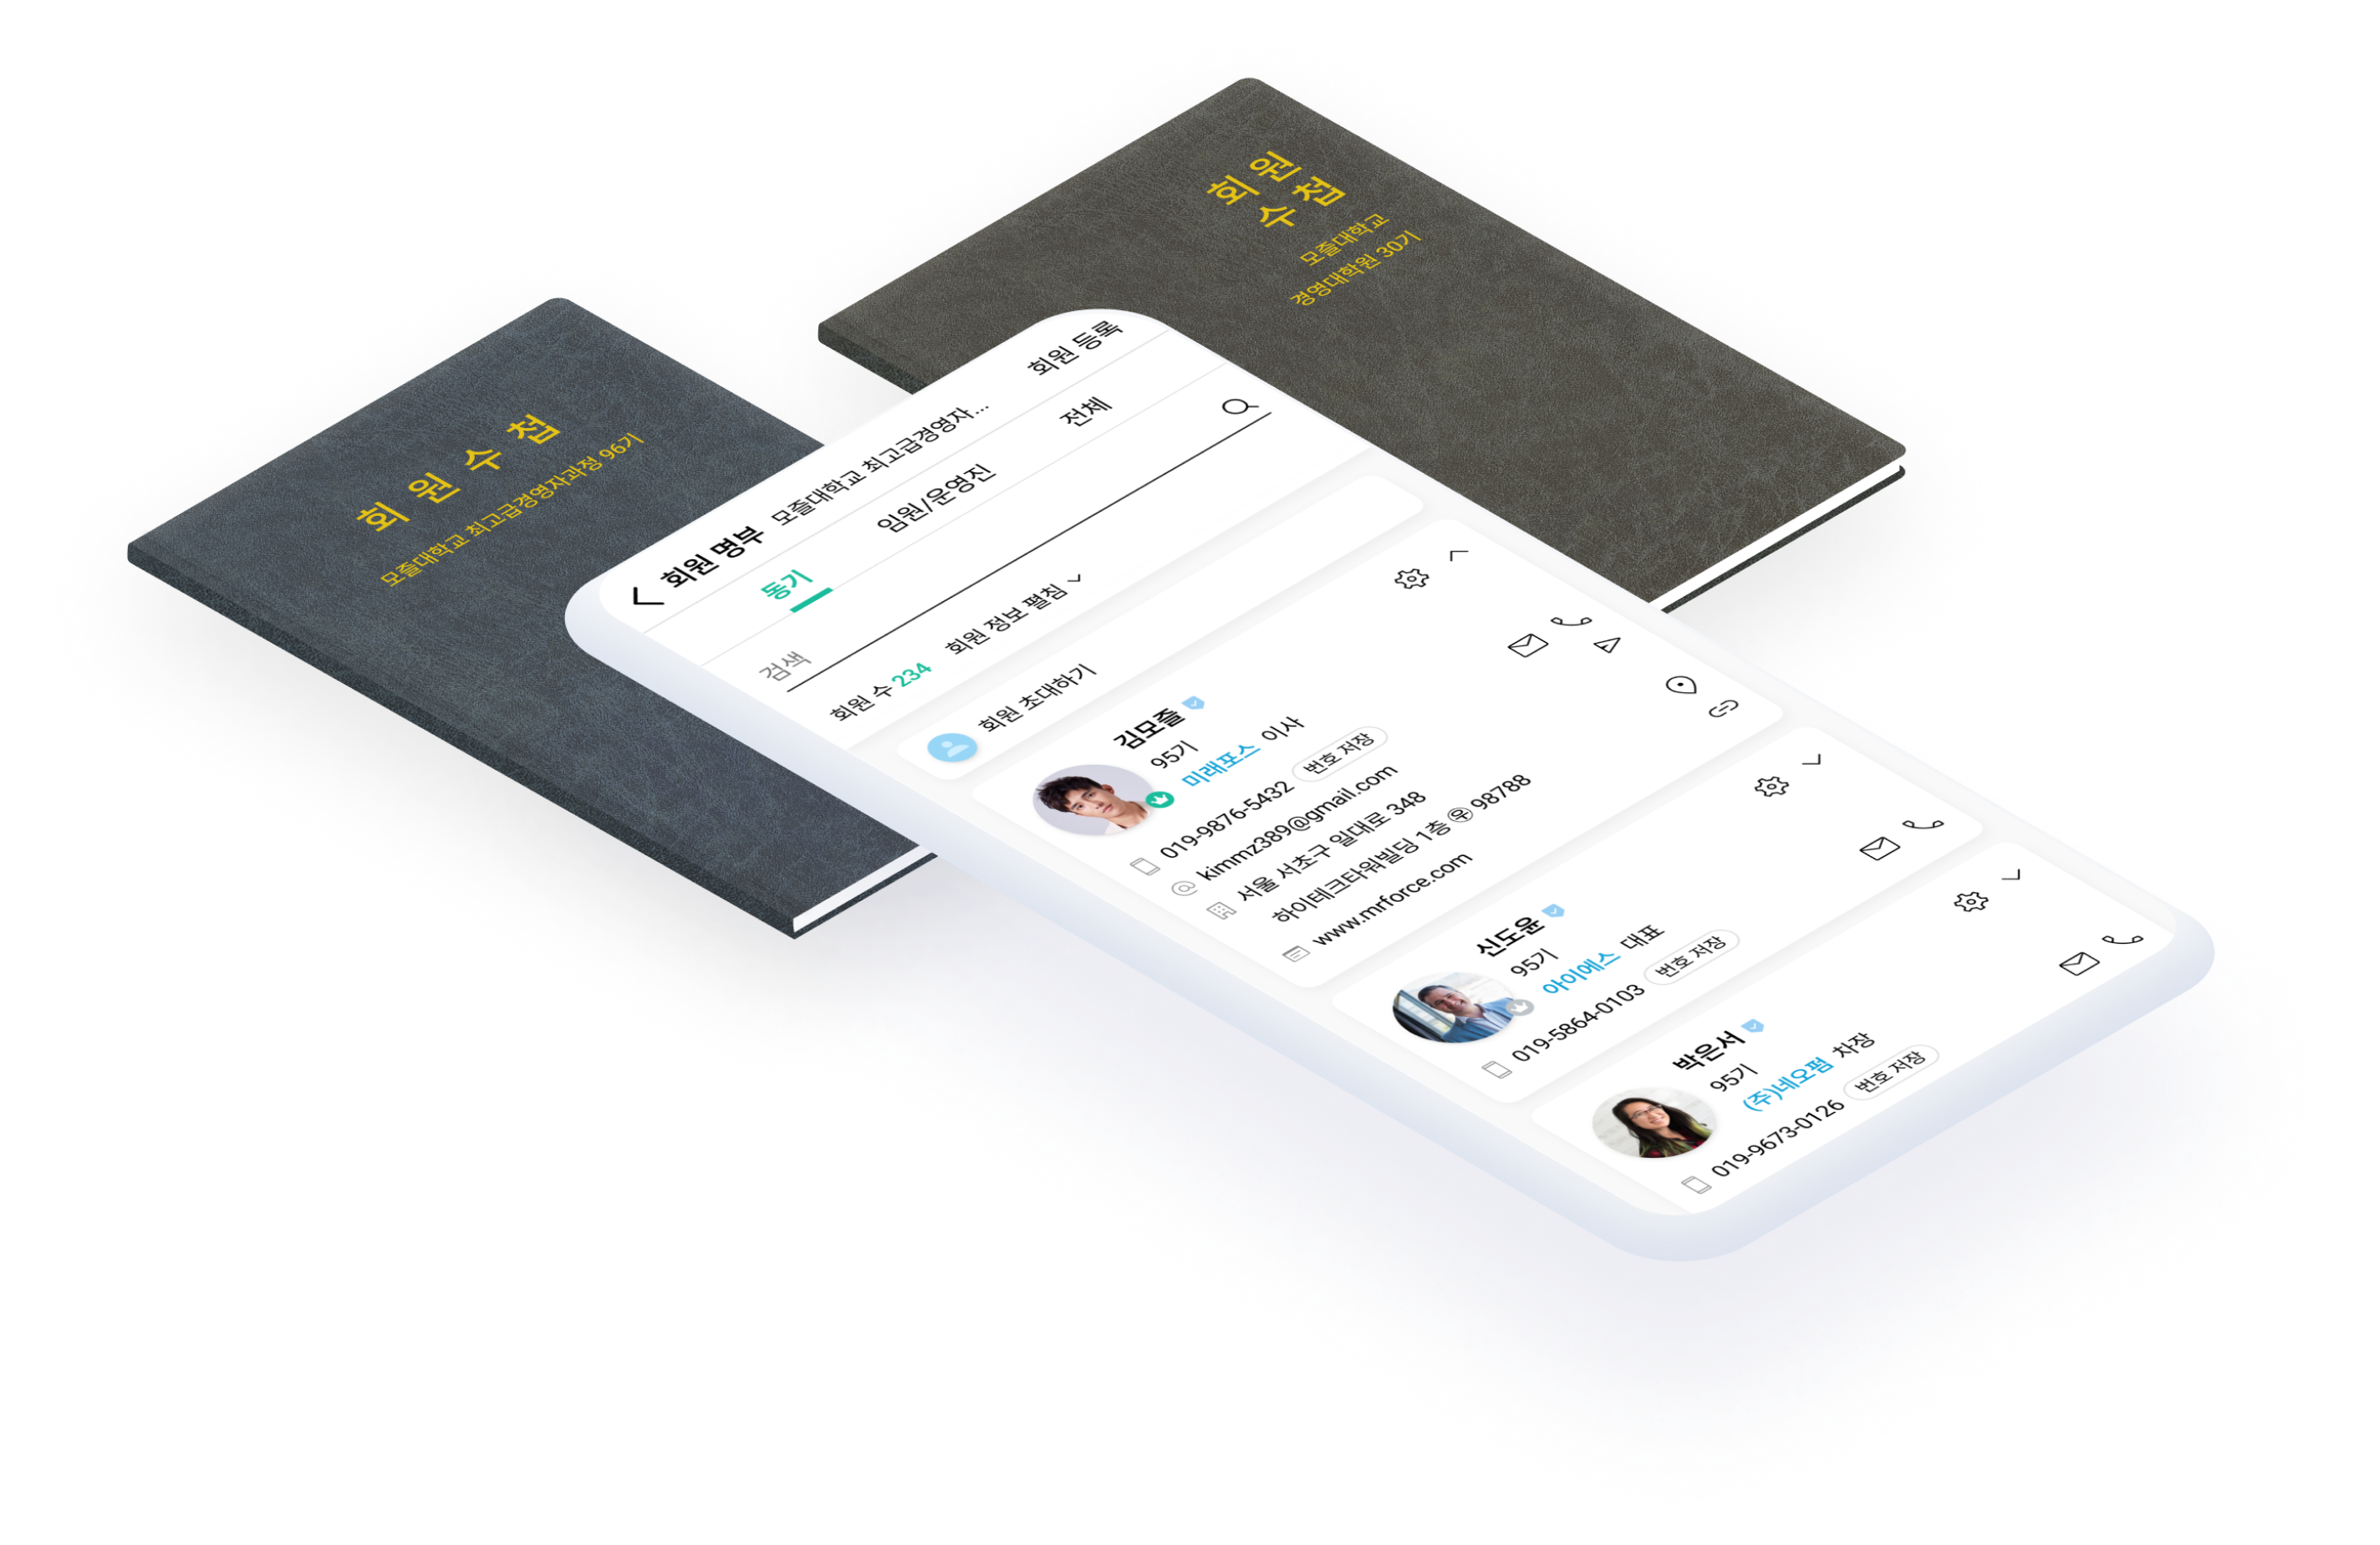 회원
수첩
모즐대학교
경영대학원 30기
회 원 수 첩
모즐대학교 최고급경영자과정 96기
회원 명부 모즐대학교 최고급경영자... 회원 등록
동기 임원/운영진 전체
검색
회원 수 234 회원 정보 펼침
회원 초대하기
김모즐
95기
미래포스 이사
019-9876-5432 번호 저장
kimmz389@gmail.com
서울 서초구 일대로 348
하이테크타워빌딩 1층 ㉾98788
www.mrforce.com
신도윤
95기
아이에스 대표
019-5864-0103 번호 저장
박은서
95기
(주)네오펌 차장
019-9673-0126 번호 저장